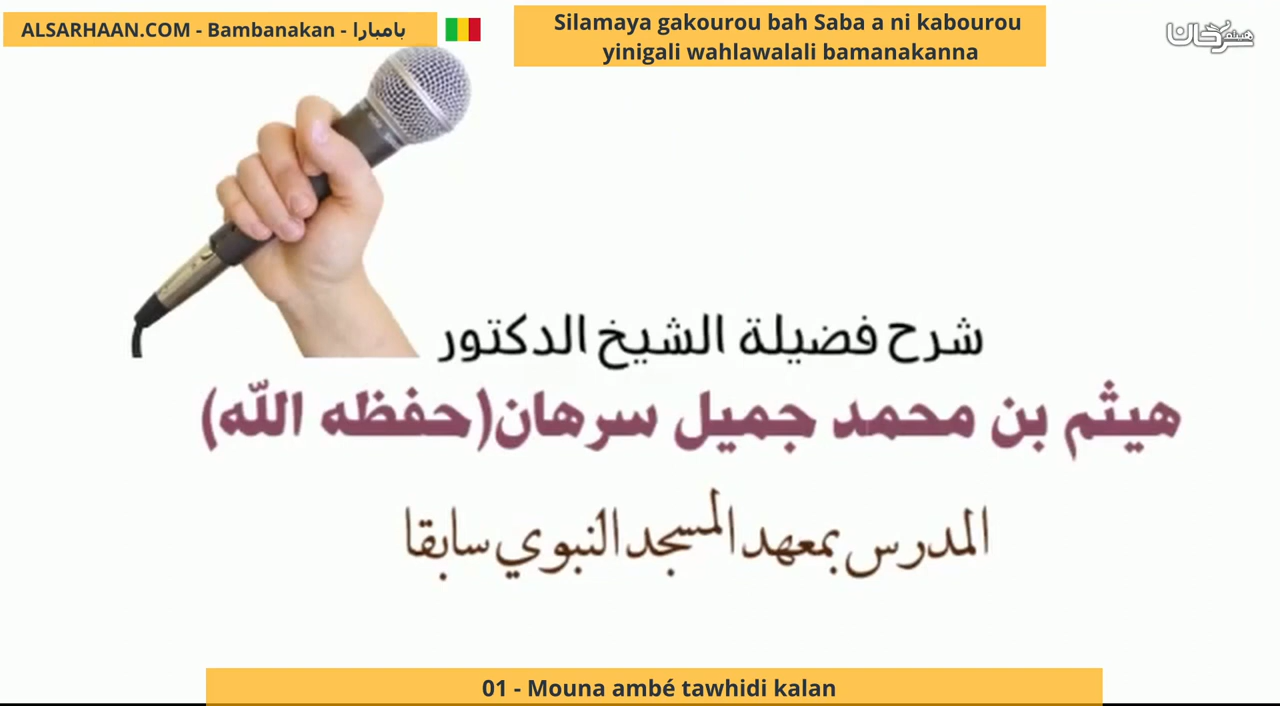 ALSARHAAN.COM - Bambanakan - بامبارا
Silamaya gakourou bah Saba a ni kabourou
yinigali wahlawalali bamanakanna
هيثم سرحان
شرح فضيلة الشيخ الدكتور
هيثم بن محمد جميل سرهان(حفظه الله)
المدرس بمعهد المسجد النبوي سابقا
01 - Mouna ambé tawhidi kalan